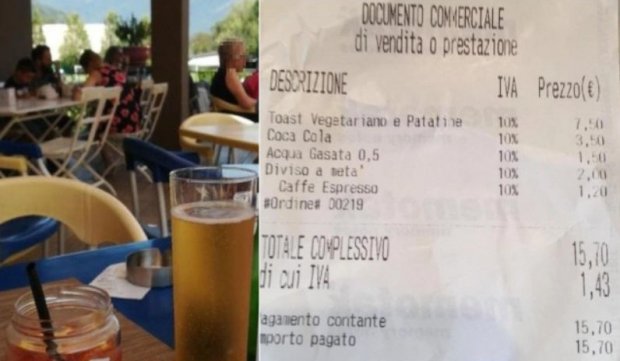 DOCUMENTO COMMERCIALE
di vendita o prestazione
DESCRIZIONE IVA Prezzo(€)
Toast Vegetariano e Patatine 10% 7,50
Coca Cola 10% 3,50
Acqua Gasata 0,5 10% 1,50
Diviso a meta' 10% 2,00
Caffe Espresso 10% 1,20
#Ordine# D0219
TOTALE COMPLESSIVO 15,70
di cui IVA 1,43
agamento contante 15,70
mporto pagato 15,70